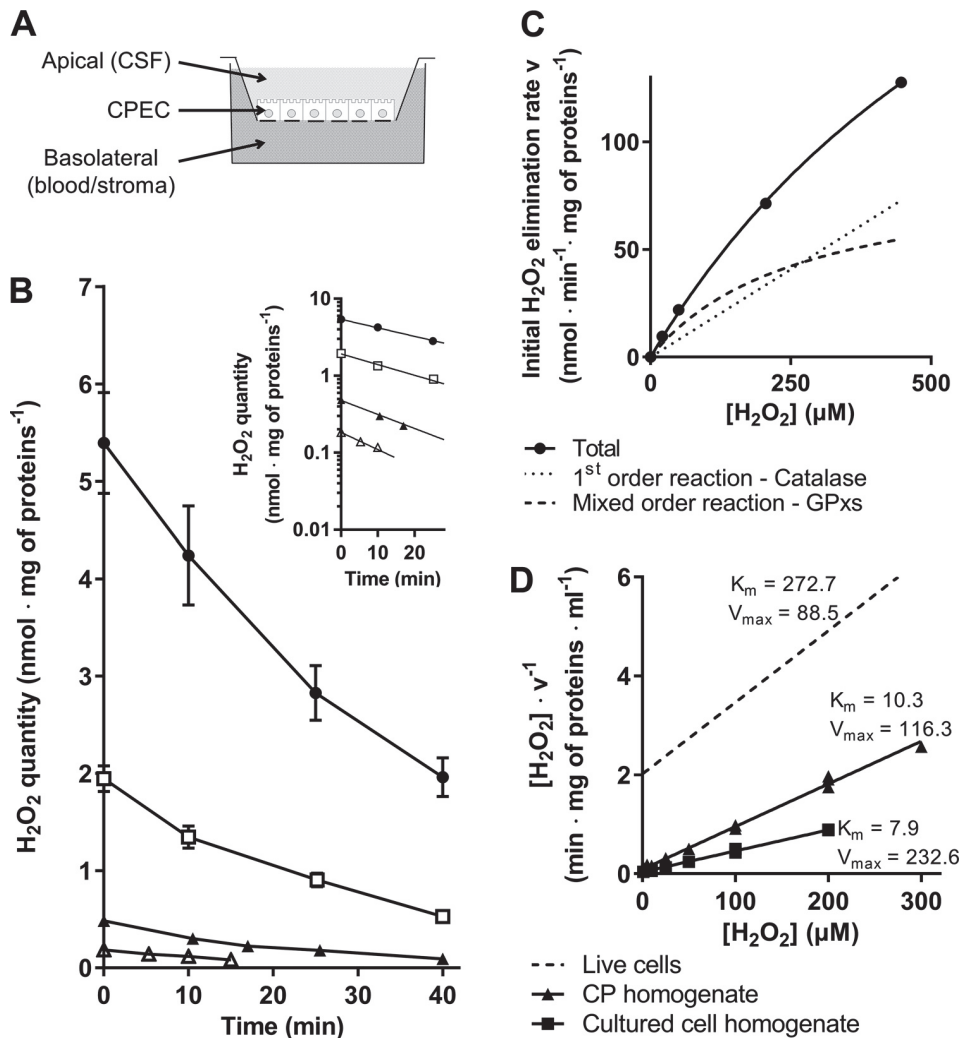 A
Apical (CSF)
CPEC
Basolateral
(blood/stroma)
B
H₂O₂ quantity (nmol · mg of proteins⁻¹)
7
6
5
4
3
2
1
0
0
10
20
30
40
Time (min)
H₂O₂ quantity
(nmol · mg of proteins⁻¹)
10
1
0.1
0.01
0
10
20
Time (min)
C
Initial H₂O₂ elimination rate v
(nmol · min⁻¹ · mg of proteins⁻¹)
100
50
0
0
250
500
[H₂O₂] (µM)
Total
1ˢᵗ order reaction - Catalase
Mixed order reaction - GPxs
D
[H₂O₂] · v⁻¹
(min · mg of proteins · ml⁻¹)
6
4
2
0
Kₘ = 272.7
Vₘₐₓ = 88.5
Kₘ = 10.3
Vₘₐₓ = 116.3
Kₘ = 7.9
Vₘₐₓ = 232.6
0
100
200
300
[H₂O₂] (µM)
Live cells
CP homogenate
Cultured cell homogenate